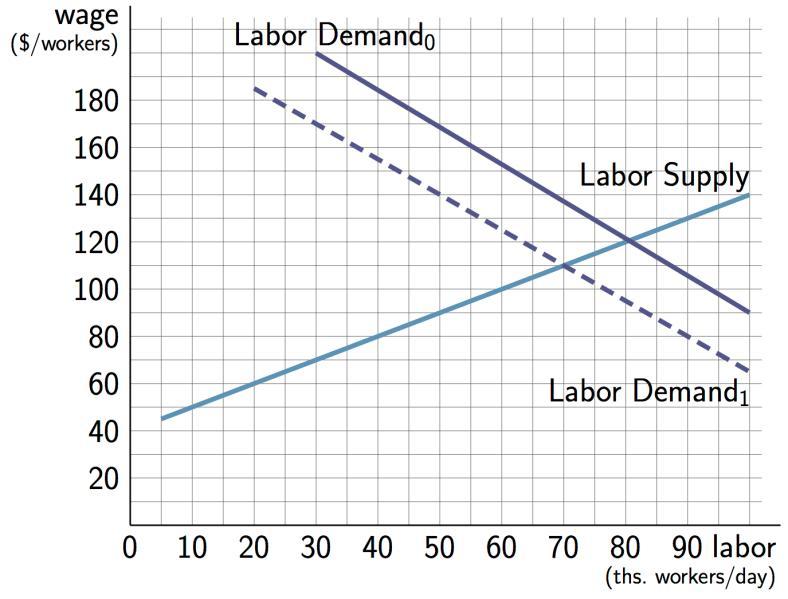 wage
($/workers)
Labor Demand0
180
160
Labor Supply
140
120
100
80
60
Labor Demand1
40
20
0 10 20 30 40 50 60 70 80 90 labor
(ths. workers/day)